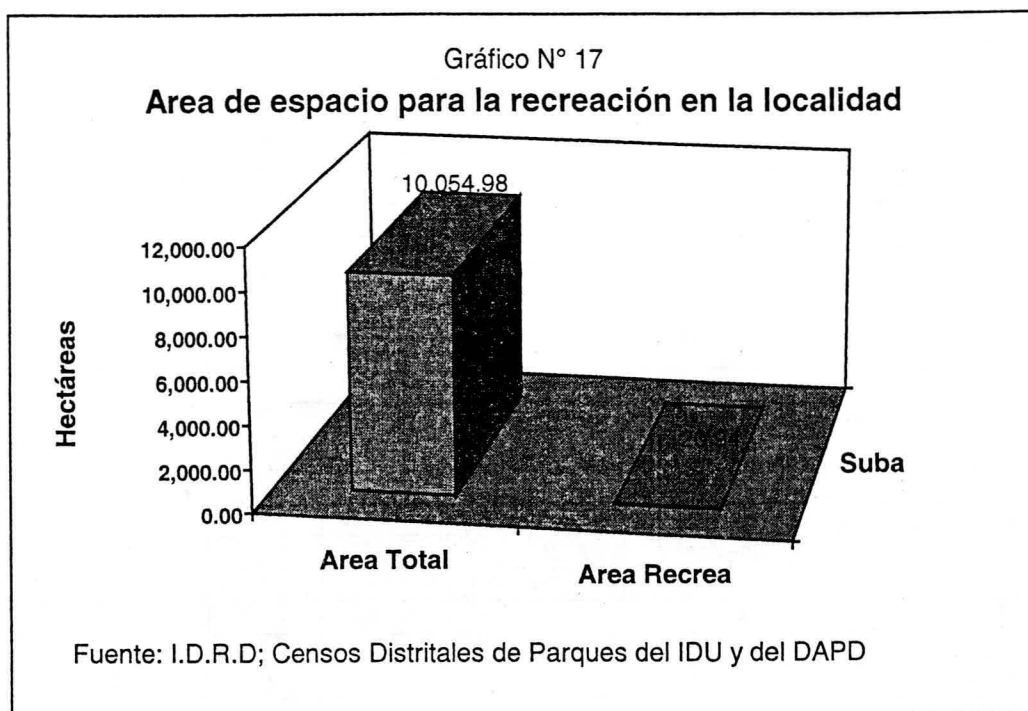 Gráfico N° 17
Area de espacio para la recreación en la localidad
10,054.98
12,000.00
10,000.00
8,000.00
6,000.00
4,000.00
2,000.00
0.00
Hectáreas
Suba
Area Total
Area Recrea
Fuente: I.D.R.D; Censos Distritales de Parques del IDU y del DAPD